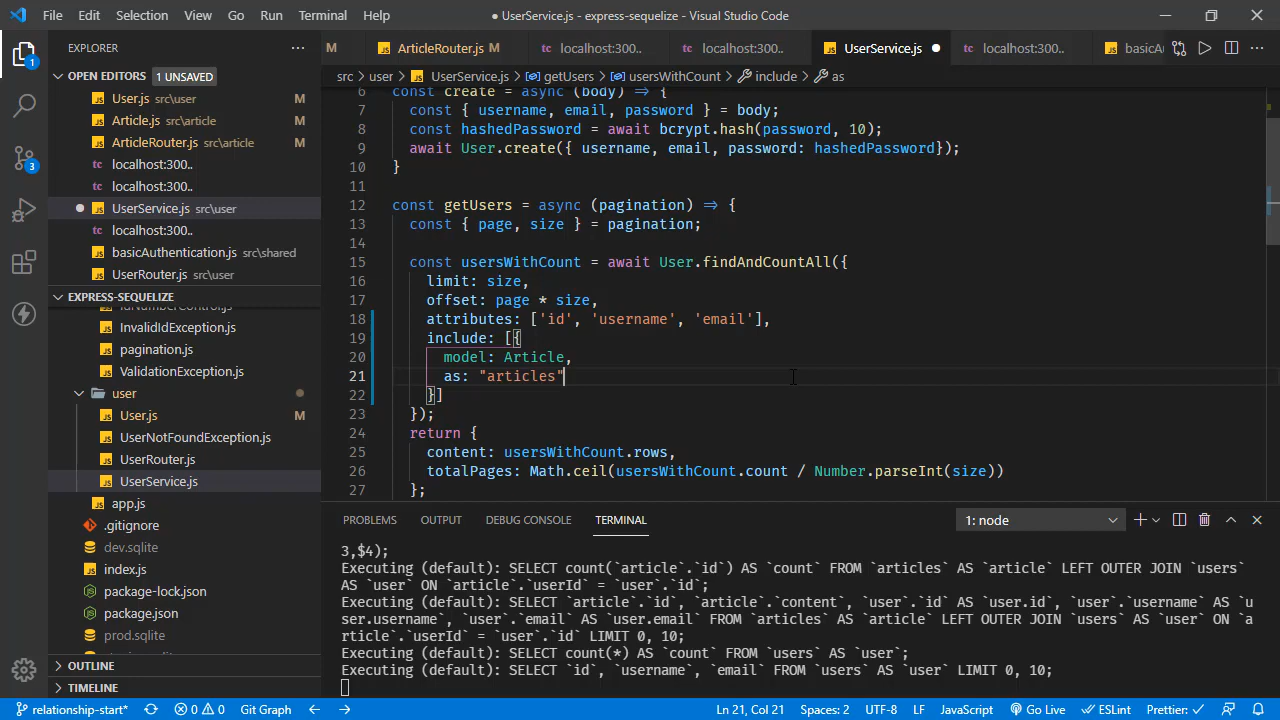 File Edit Selection View Go Run Terminal Help
● UserService.js - express-sequelize - Visual Studio Code
EXPLORER
M ArticleRouter.js M localhost:300.. localhost:300.. UserService.js localhost:300.. basicAu
OPEN EDITORS 1 UNSAVED
src > user > UserService.js > getUsers > usersWithCount > include > as
1
3
User.js src\user M
Article.js src\article M
ArticleRouter.js src\article M
localhost:300..
localhost:300..
UserService.js src\user
localhost:300..
basicAuthentication.js src\shared
UserRouter.js src\user
EXPRESS-SEQUELIZE
IdNumberControl.js
InvalidIdException.js
pagination.js
ValidationException.js
user
User.js M
UserNotFoundException.js
UserRouter.js
UserService.js
app.js
.gitignore
dev.sqlite
index.js
package-lock.json
package.json
prod.sqlite
OUTLINE
TIMELINE
6 const create = async (body) => {
7 const { username, email, password } = body;
8 const hashedPassword = await bcrypt.hash(password, 10);
9 await User.create({ username, email, password: hashedPassword});
10 }
11
12 const getUsers = async (pagination) => {
13 const { page, size } = pagination;
14
15 const usersWithCount = await User.findAndCountAll({
16 limit: size,
17 offset: page * size,
18 attributes: ['id', 'username', 'email'],
19 include: [{
20 model: Article,
21 as: "articles"
22 }]
23 });
24 return {
25 content: usersWithCount.rows,
26 totalPages: Math.ceil(usersWithCount.count / Number.parseInt(size))
27 };
PROBLEMS OUTPUT DEBUG CONSOLE TERMINAL 1: node
3,$4);
Executing (default): SELECT count(`article`.`id`) AS `count` FROM `articles` AS `article` LEFT OUTER JOIN `users`
AS `user` ON `article`.`userId` = `user`.`id`;
Executing (default): SELECT `article`.`id`, `article`.`content`, `user`.`id` AS `user.id`, `user`.`username` AS `u
ser.username`, `user`.`email` AS `user.email` FROM `articles` AS `article` LEFT OUTER JOIN `users` AS `user` ON `a
rticle`.`userId` = `user`.`id` LIMIT 0, 10;
Executing (default): SELECT count(*) AS `count` FROM `users` AS `user`;
Executing (default): SELECT `id`, `username`, `email` FROM `users` AS `user` LIMIT 0, 10;
relationship-start* 0 0 Git Graph Ln 21, Col 21 Spaces: 2 UTF-8 LF JavaScript Go Live ESLint Prettier: ✓